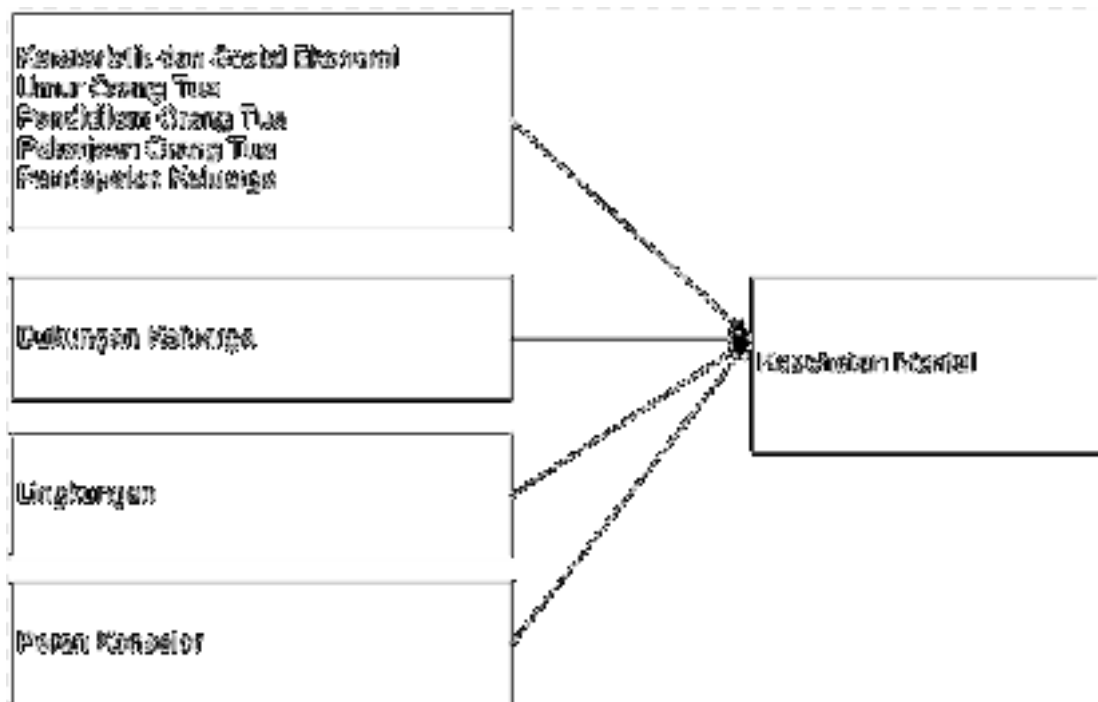 Karakteristik dan Sosial Ekonomi
Umur Orang Tua
Pendidikan Orang Tua
Pekerjaan Orang Tua
Pendapatan Keluarga
Dukungan Keluarga
Kesehatan Mental
Lingkungan
Peran Konselor